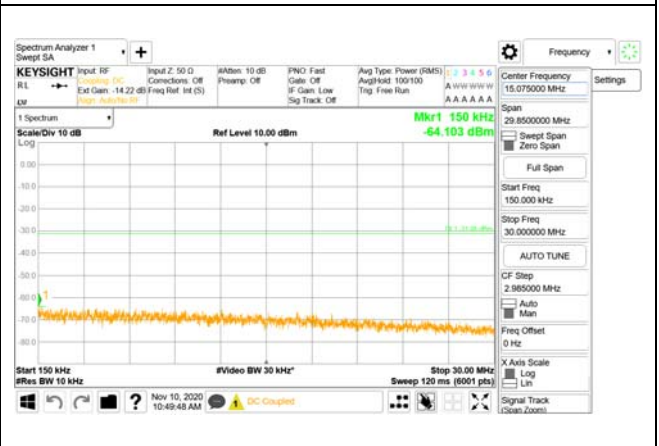 Spectrum Analyzer 1
Swept SA
Frequency
KEYSIGHT
Input: RF
Input Z: 50 Ω
#Atten: 10 dB
PNO: Fast
Avg Type: Power (RMS)
1 2 3 4 5 6
RL
Coupling: DC
Corrections: Off
Preamp: Off
Gate: Off
Avg|Hold: 100/100
A W W W W W
Ext Gain: -14.22 dB
Freq Ref: Int (S)
IF Gain: Low
Trig: Free Run
Align: Auto/No RF
Sig Track: Off
A A A A A A
Center Frequency
15.075000 MHz
Settings
Span
29.8500000 MHz
Swept Span
Zero Span
Full Span
Start Freq
150.000 kHz
Stop Freq
30.000000 MHz
AUTO TUNE
CF Step
2.985000 MHz
Auto
Man
Freq Offset
0 Hz
X Axis Scale
Log
Lin
Signal Track
(Span Zoom)
1 Spectrum
Mkr1 150 kHz
Scale/Div 10 dB
Ref Level 10.00 dBm
-64.103 dBm
Log
0.00
-10.0
-20.0
-30.0
-40.0
-50.0
-60.0
1
-70.0
-80.0
Start 150 kHz
#Video BW 30 kHz*
Stop 30.00 MHz
#Res BW 10 kHz
Sweep 120 ms (6001 pts)
?
Nov 10, 2020
10:49:48 AM
DC Coupled